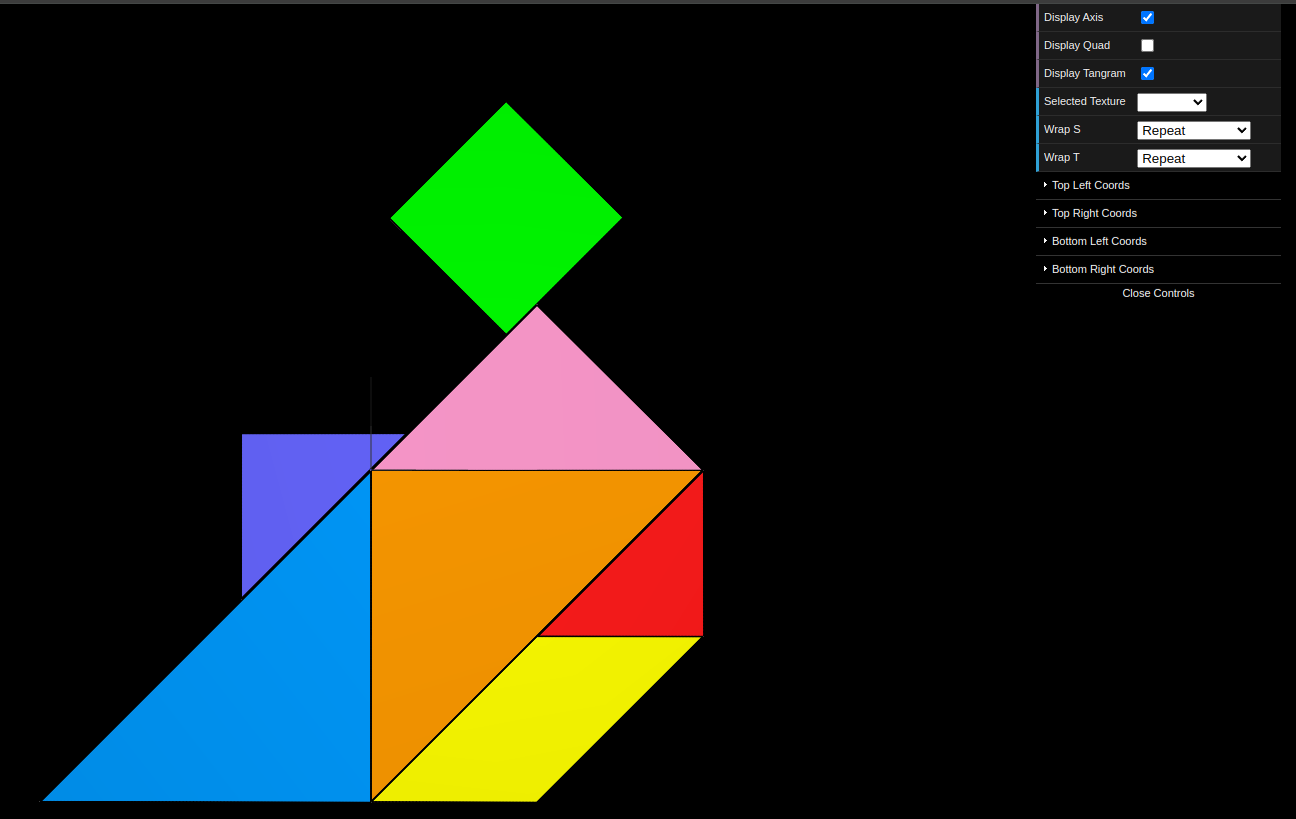 Display Axis
Display Quad
Display Tangram
Selected Texture
Wrap S Repeat
Wrap T Repeat
Top Left Coords
Top Right Coords
Bottom Left Coords
Bottom Right Coords
Close Controls